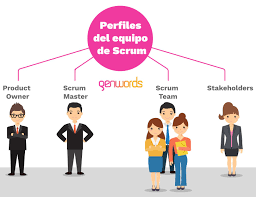 Perfiles
del equipo
de Scrum
Product
Owner
Scrum
Master
genwords
Scrum
Team
Stakeholders